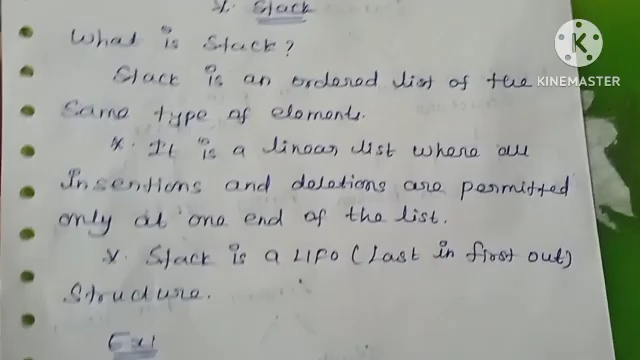 * Stack
What is Stack?
Stack is an ordered list of the
same type of elements.
* It is a linear list where all
insertions and deletions are permitted
only at one end of the list.
* Stack is a LIFO (Last in first out)
Structure.
Ex:
KINEMASTER